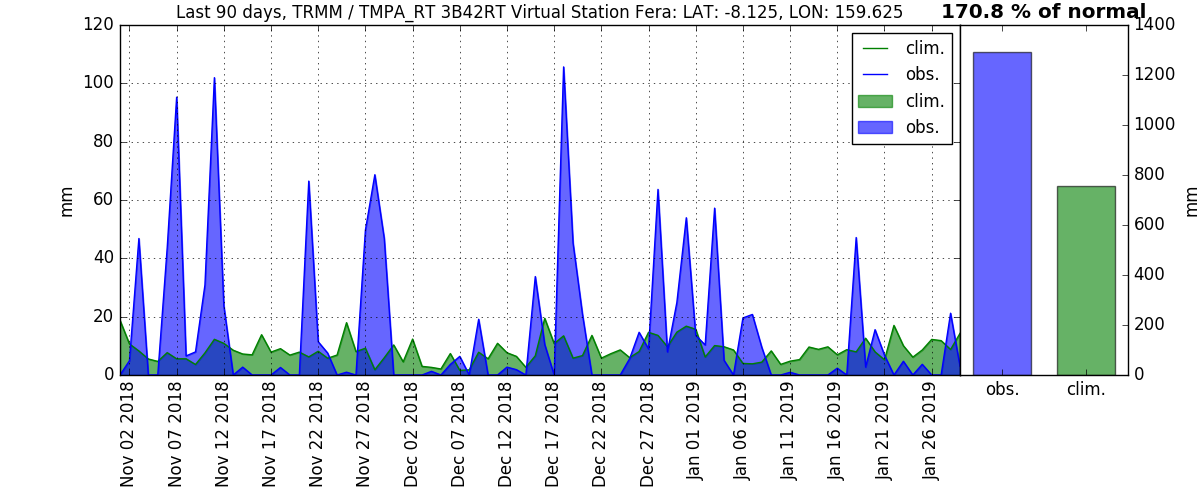 Last 90 days, TRMM / TMPA_RT 3B42RT Virtual Station Fera: LAT: -8.125, LON: 159.625
170.8 % of normal
120
100
80
60
40
20
0
mm
clim.
obs.
clim.
obs.
1400
1200
1000
800
600
400
200
0
mm
Nov 02 2018
Nov 07 2018
Nov 12 2018
Nov 17 2018
Nov 22 2018
Nov 27 2018
Dec 02 2018
Dec 07 2018
Dec 12 2018
Dec 17 2018
Dec 22 2018
Dec 27 2018
Jan 01 2019
Jan 06 2019
Jan 11 2019
Jan 16 2019
Jan 21 2019
Jan 26 2019
obs.
clim.